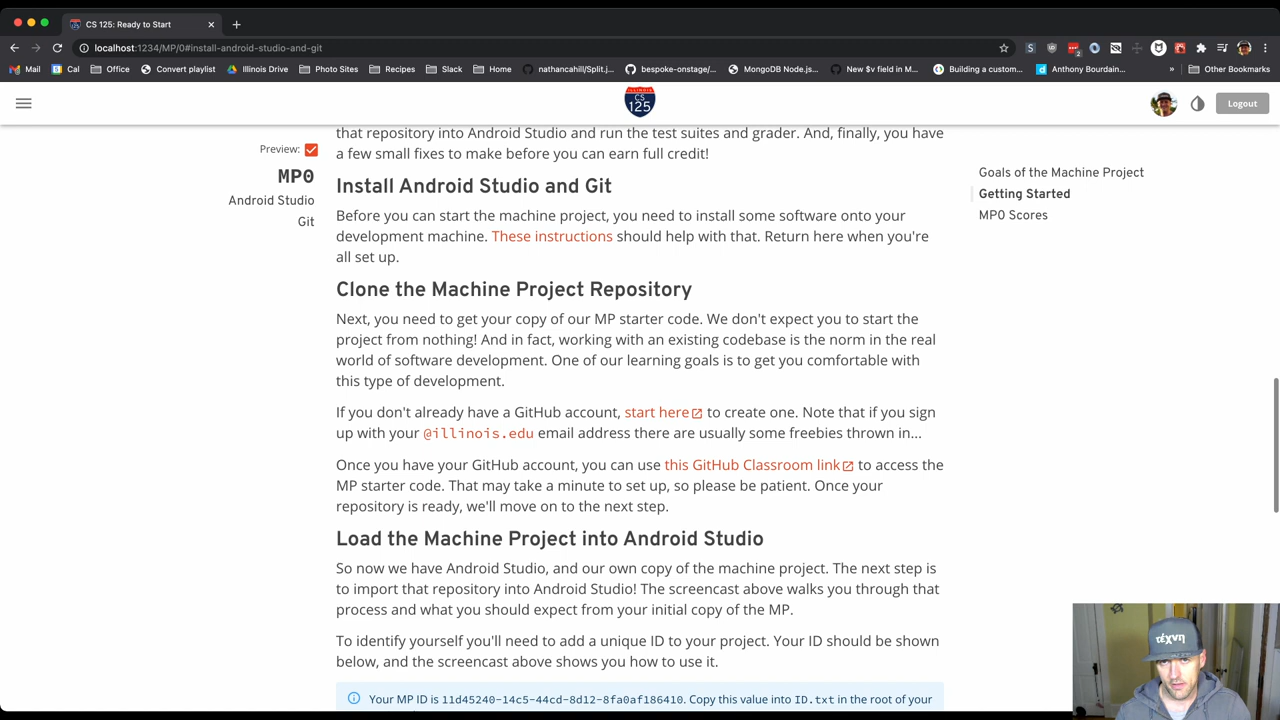 CS 125: Ready to Start
localhost:1234/MP/0#install-android-studio-and-git
Mail
Cal
Office
Convert playlist
Illinois Drive
Photo Sites
Recipes
Slack
Home
nathancahill/Split.j...
bespoke-onstage/...
MongoDB Node.js...
New $v field in M...
Building a custom...
Anthony Bourdain...
»
Other Bookmarks
ILLINOIS
CS
125
Logout
that repository into Android Studio and run the test suites and grader. And, finally, you have
a few small fixes to make before you can earn full credit!
Preview:
MP0
Android Studio
Git
Install Android Studio and Git
Before you can start the machine project, you need to install some software onto your
development machine. These instructions should help with that. Return here when you're
all set up.
Clone the Machine Project Repository
Next, you need to get your copy of our MP starter code. We don't expect you to start the
project from nothing! And in fact, working with an existing codebase is the norm in the real
world of software development. One of our learning goals is to get you comfortable with
this type of development.
If you don't already have a GitHub account, start here to create one. Note that if you sign
up with your @illinois.edu email address there are usually some freebies thrown in...
Once you have your GitHub account, you can use this GitHub Classroom link to access the
MP starter code. That may take a minute to set up, so please be patient. Once your
repository is ready, we'll move on to the next step.
Load the Machine Project into Android Studio
So now we have Android Studio, and our own copy of the machine project. The next step is
to import that repository into Android Studio! The screencast above walks you through that
process and what you should expect from your initial copy of the MP.
To identify yourself you'll need to add a unique ID to your project. Your ID should be shown
below, and the screencast above shows you how to use it.
Your MP ID is 11d45240-14c5-44cd-8d12-8fa0af186410. Copy this value into ID.txt in the root of your
Goals of the Machine Project
Getting Started
MP0 Scores
τέχνη